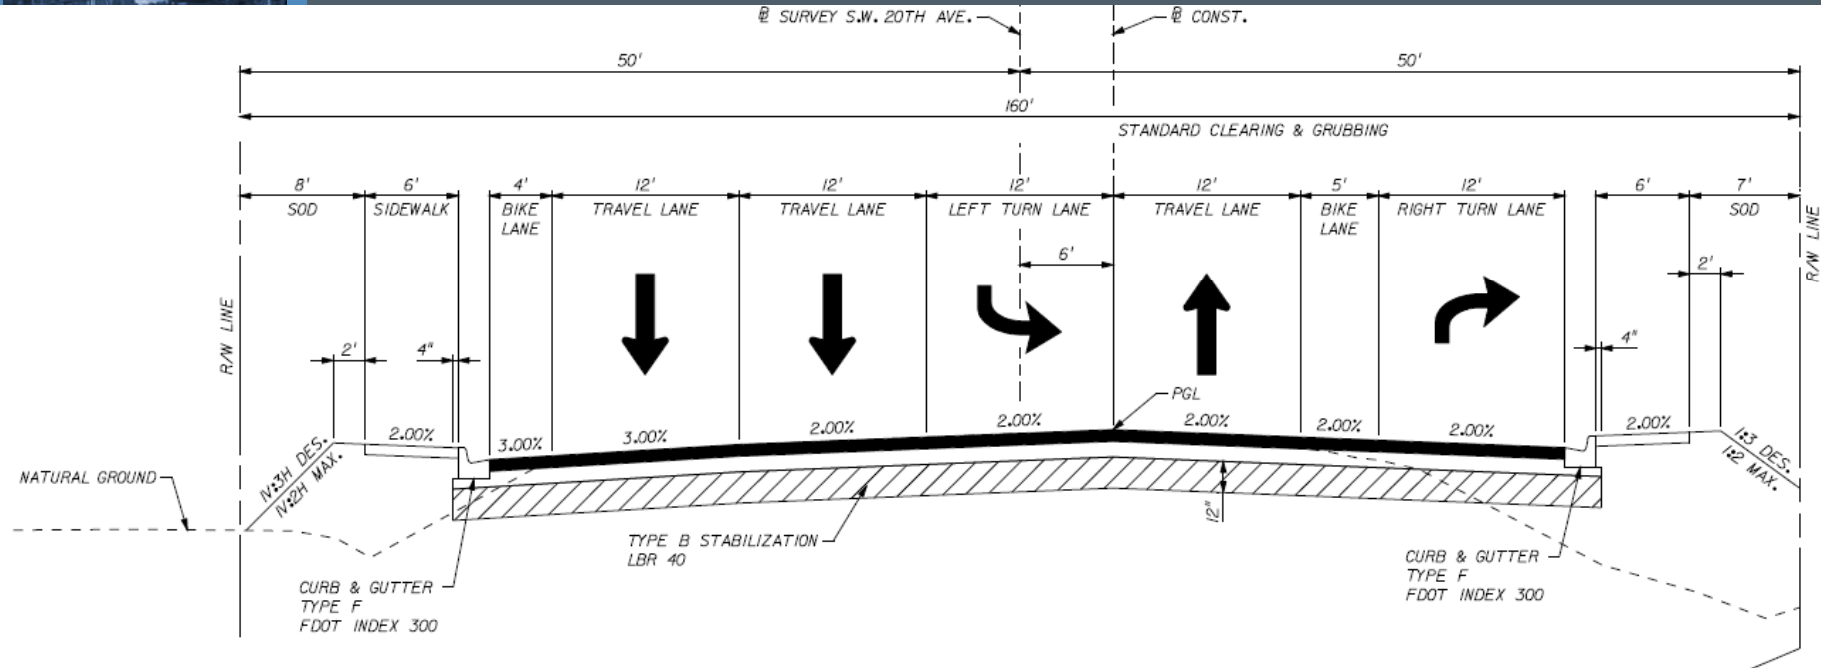 ℄ SURVEY S.W. 20TH AVE.
℄ CONST.
50'
50'
160'
STANDARD CLEARING & GRUBBING
8'
6'
4'
12'
12'
12'
12'
5'
12'
6'
7'
SOD
SIDEWALK
BIKE
LANE
TRAVEL LANE
TRAVEL LANE
LEFT TURN LANE
TRAVEL LANE
BIKE
LANE
RIGHT TURN LANE
SOD
6'
2'
R/W LINE
R/W LINE
2'
4"
4"
PGL
2.00%
3.00%
3.00%
2.00%
2.00%
2.00%
2.00%
2.00%
2.00%
1V:3H DES.
1V:2H MAX.
1:3 DES.
1:2 MAX.
NATURAL GROUND
12"
TYPE B STABILIZATION
LBR 40
CURB & GUTTER
TYPE F
FDOT INDEX 300
CURB & GUTTER
TYPE F
FDOT INDEX 300